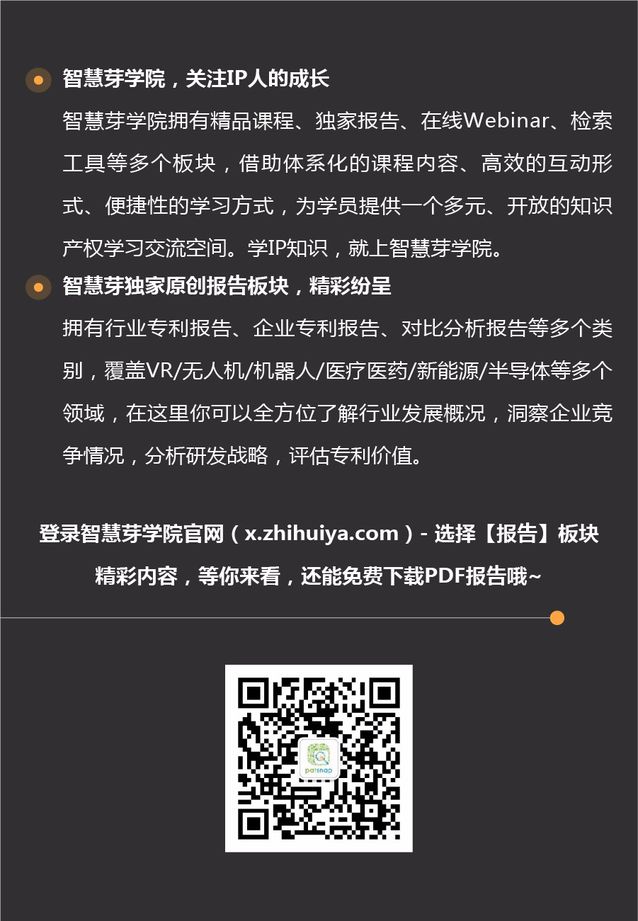 智慧芽学院，关注IP人的成长
智慧芽学院拥有精品课程、独家报告、在线Webinar、检索
工具等多个板块，借助体系化的课程内容、高效的互动形
式、便捷性的学习方式，为学员提供一个多元、开放的知识
产权学习交流空间。学IP知识，就上智慧芽学院。
智慧芽独家原创报告板块，精彩纷呈
拥有行业专利报告、企业专利报告、对比分析报告等多个类
别，覆盖VR/无人机/机器人/医疗医药/新能源/半导体等多个
领域，在这里你可以全方位了解行业发展概况，洞察企业竞
争情况，分析研发战略，评估专利价值。
登录智慧芽学院官网（x.zhihuiya.com）- 选择【报告】板块
精彩内容，等你来看，还能免费下载PDF报告哦~
patsnap